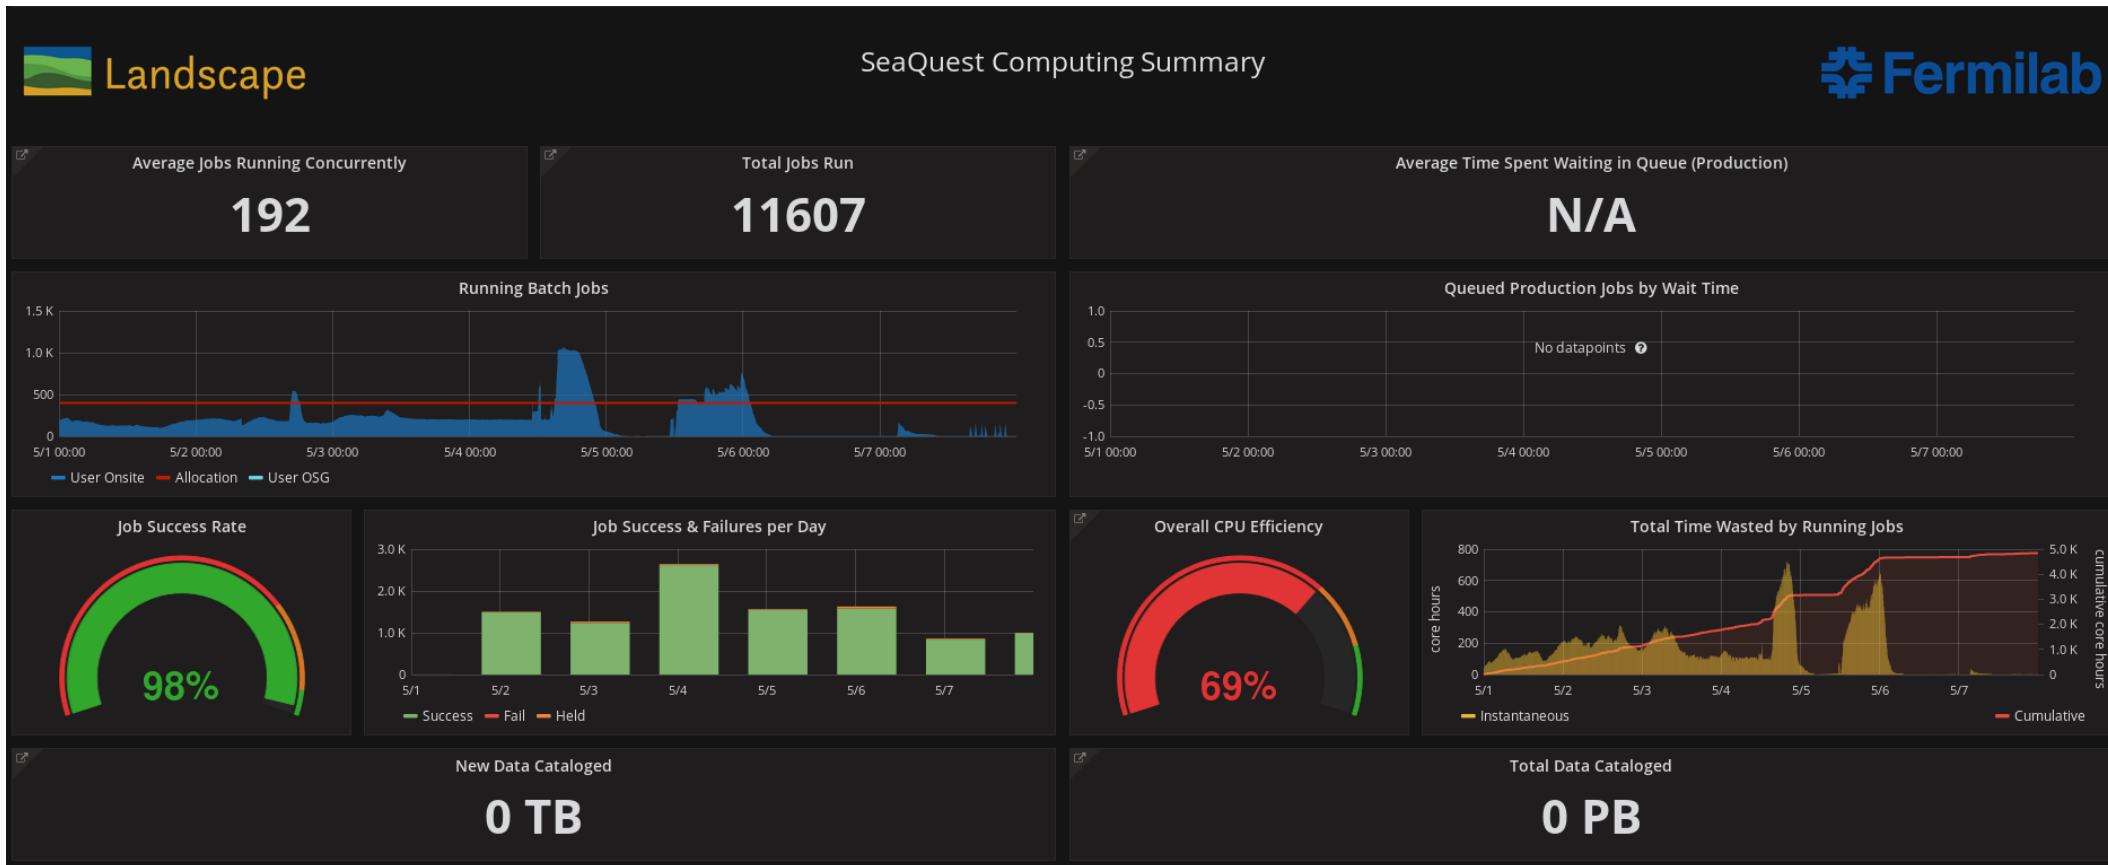 Landscape
SeaQuest Computing Summary
Fermilab
Average Jobs Running Concurrently
192
Total Jobs Run
11607
Average Time Spent Waiting in Queue (Production)
N/A
Running Batch Jobs
1.5 K
1.0 K
500
0
5/1 00:00 5/2 00:00 5/3 00:00 5/4 00:00 5/5 00:00 5/6 00:00 5/7 00:00
User Onsite Allocation User OSG
Queued Production Jobs by Wait Time
1.0
0.5
No datapoints ?
0
-0.5
-1.0
5/1 00:00 5/2 00:00 5/3 00:00 5/4 00:00 5/5 00:00 5/6 00:00 5/7 00:00
Job Success Rate
98%
Job Success & Failures per Day
3.0 K
2.0 K
1.0 K
0
5/1 5/2 5/3 5/4 5/5 5/6 5/7
Success Fail Held
Overall CPU Efficiency
69%
Total Time Wasted by Running Jobs
core hours
800
600
400
200
0
5.0 K
4.0 K
3.0 K
2.0 K
1.0 K
0
cumulative core hours
5/1 5/2 5/3 5/4 5/5 5/6 5/7
Instantaneous Cumulative
New Data Cataloged
0 TB
Total Data Cataloged
0 PB